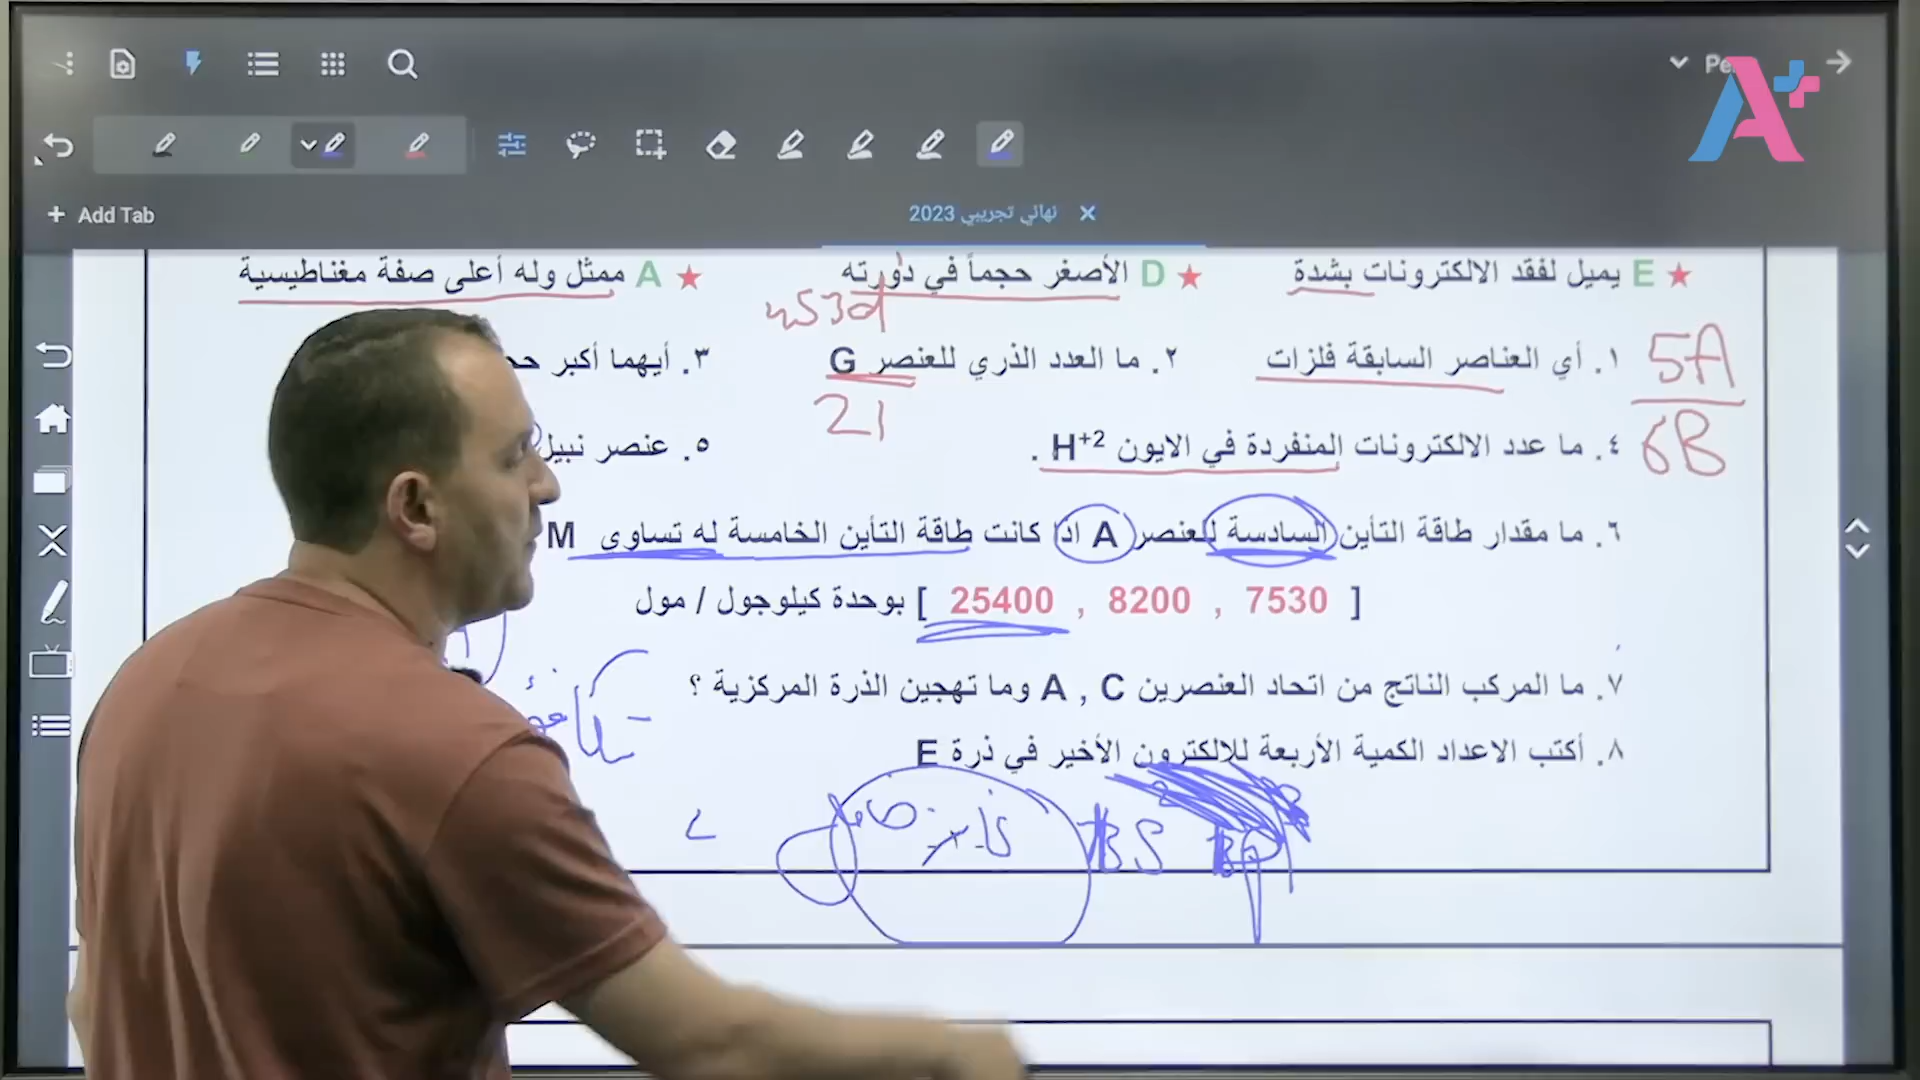 A+
+ Add Tab
نهائي تجريبي 2023 ×
★ E يميل لفقد الالكترونات بشدة ★ D الأصغر حجماً في دورته ★ A ممثل وله أعلى صفة مغناطيسية
4s 3d
١. أي العناصر السابقة فلزات ٢. ما العدد الذري للعنصر G ٣. أيهما أكبر
5A
21
٤. ما عدد الالكترونات المنفردة في الايون H+2 . ٥. عنصر نبيل
6B
٦. ما مقدار طاقة التأين السادسة للعنصر A اذا كانت طاقة التأين الخامسة له تساوي M
[ 25400 , 8200 , 7530 ] بوحدة كيلوجول / مول
٧. ما المركب الناتج من اتحاد العنصرين A , C وما تهجين الذرة المركزية ؟
٨. أكتب الاعداد الكمية الأربعة للالكترون الأخير في ذرة E